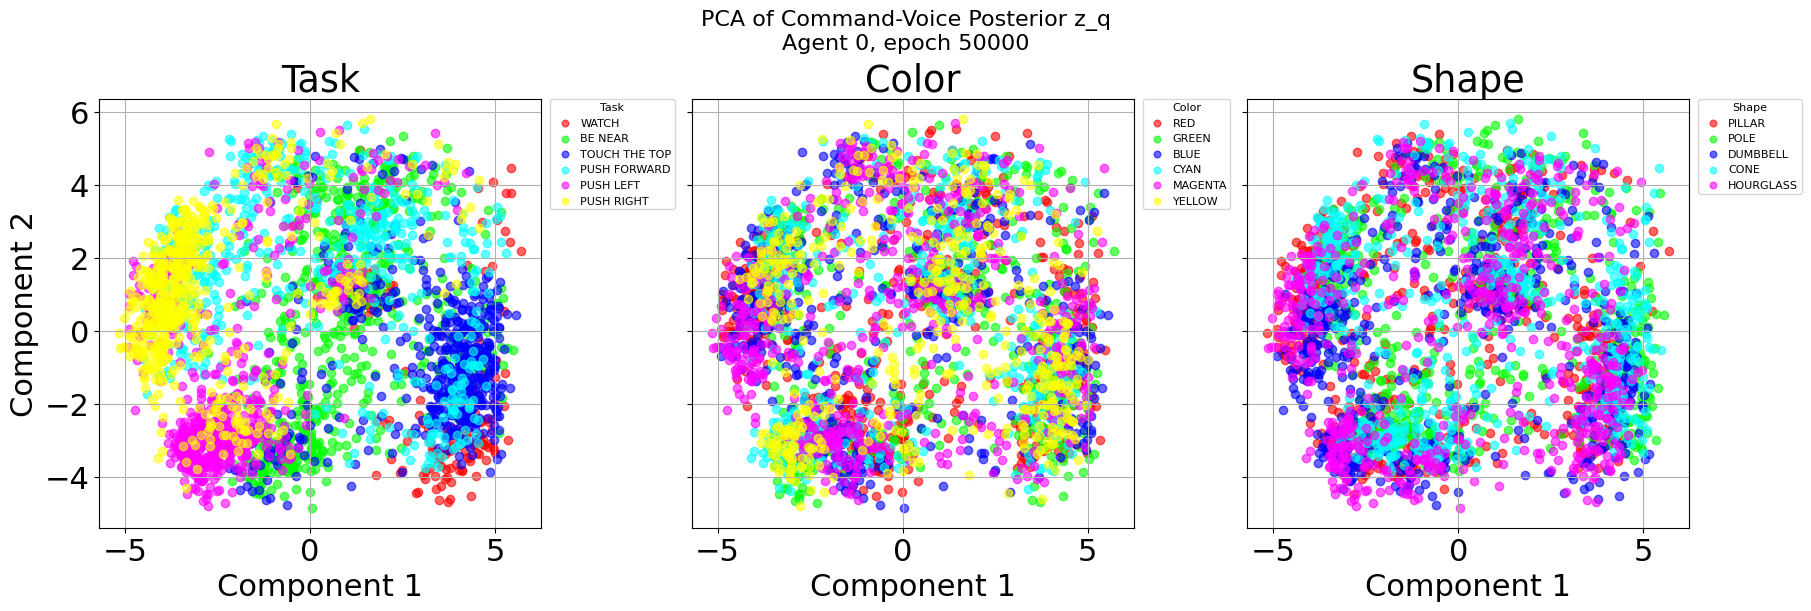 PCA of Command-Voice Posterior z_q
Agent 0, epoch 50000
Task
Component 2
6
4
2
0
−2
−4
−5 0 5
Component 1
Task
WATCH
BE NEAR
TOUCH THE TOP
PUSH FORWARD
PUSH LEFT
PUSH RIGHT
Color
−5 0 5
Component 1
Color
RED
GREEN
BLUE
CYAN
MAGENTA
YELLOW
Shape
−5 0 5
Component 1
Shape
PILLAR
POLE
DUMBBELL
CONE
HOURGLASS